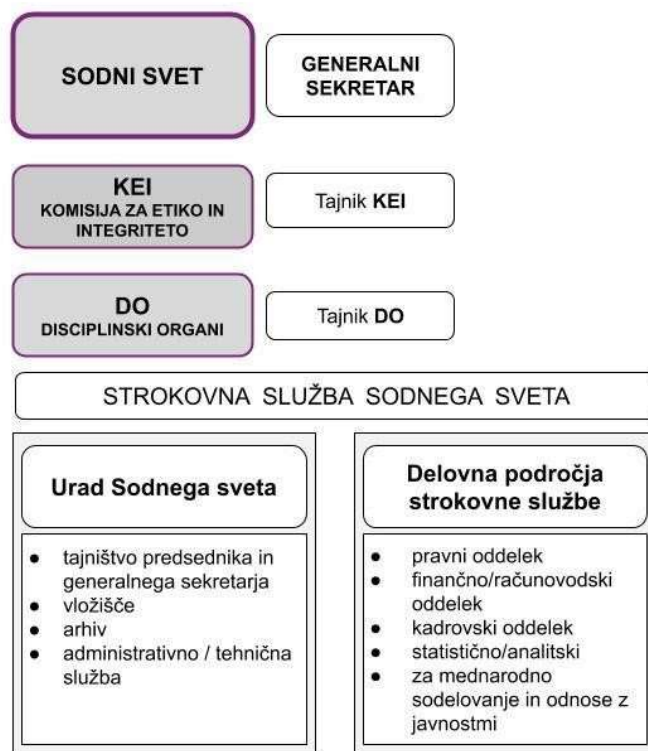 SODNI SVET
GENERALNI
SEKRETAR
KEI
KOMISIJA ZA ETIKO IN
INTEGRITETO
Tajnik KEI
DO
DISCIPLINSKI ORGANI
Tajnik DO
STROKOVNA SLUŽBA SODNEGA SVETA
Urad Sodnega sveta
● tajništvo predsednika in
generalnega sekretarja
● vložišče
● arhiv
● administrativno / tehnična
služba
Delovna področja
strokovne službe
● pravni oddelek
● finančno/računovodski
oddelek
● kadrovski oddelek
● statistično/analitski
● za mednarodno
sodelovanje in odnose z
javnostmi